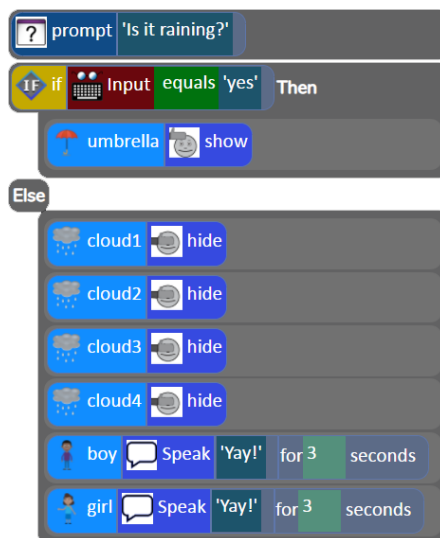 ? prompt 'Is it raining?'
IF if Input equals 'yes' Then
umbrella show
Else
cloud1 hide
cloud2 hide
cloud3 hide
cloud4 hide
boy Speak 'Yay!' for 3 seconds
girl Speak 'Yay!' for 3 seconds